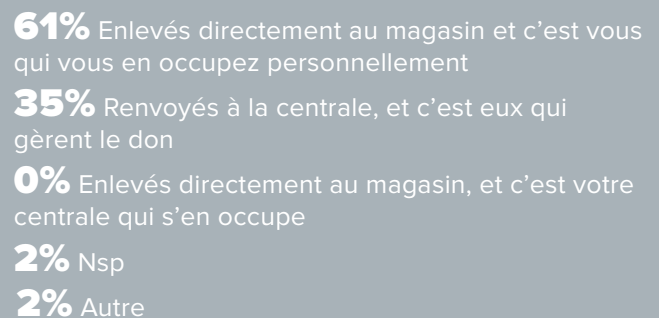 61% Enlevés directement au magasin et c’est vous
qui vous en occupez personnellement
35% Renvoyés à la centrale, et c’est eux qui
gèrent le don
0% Enlevés directement au magasin, et c’est votre
centrale qui s’en occupe
2% Nsp
2% Autre